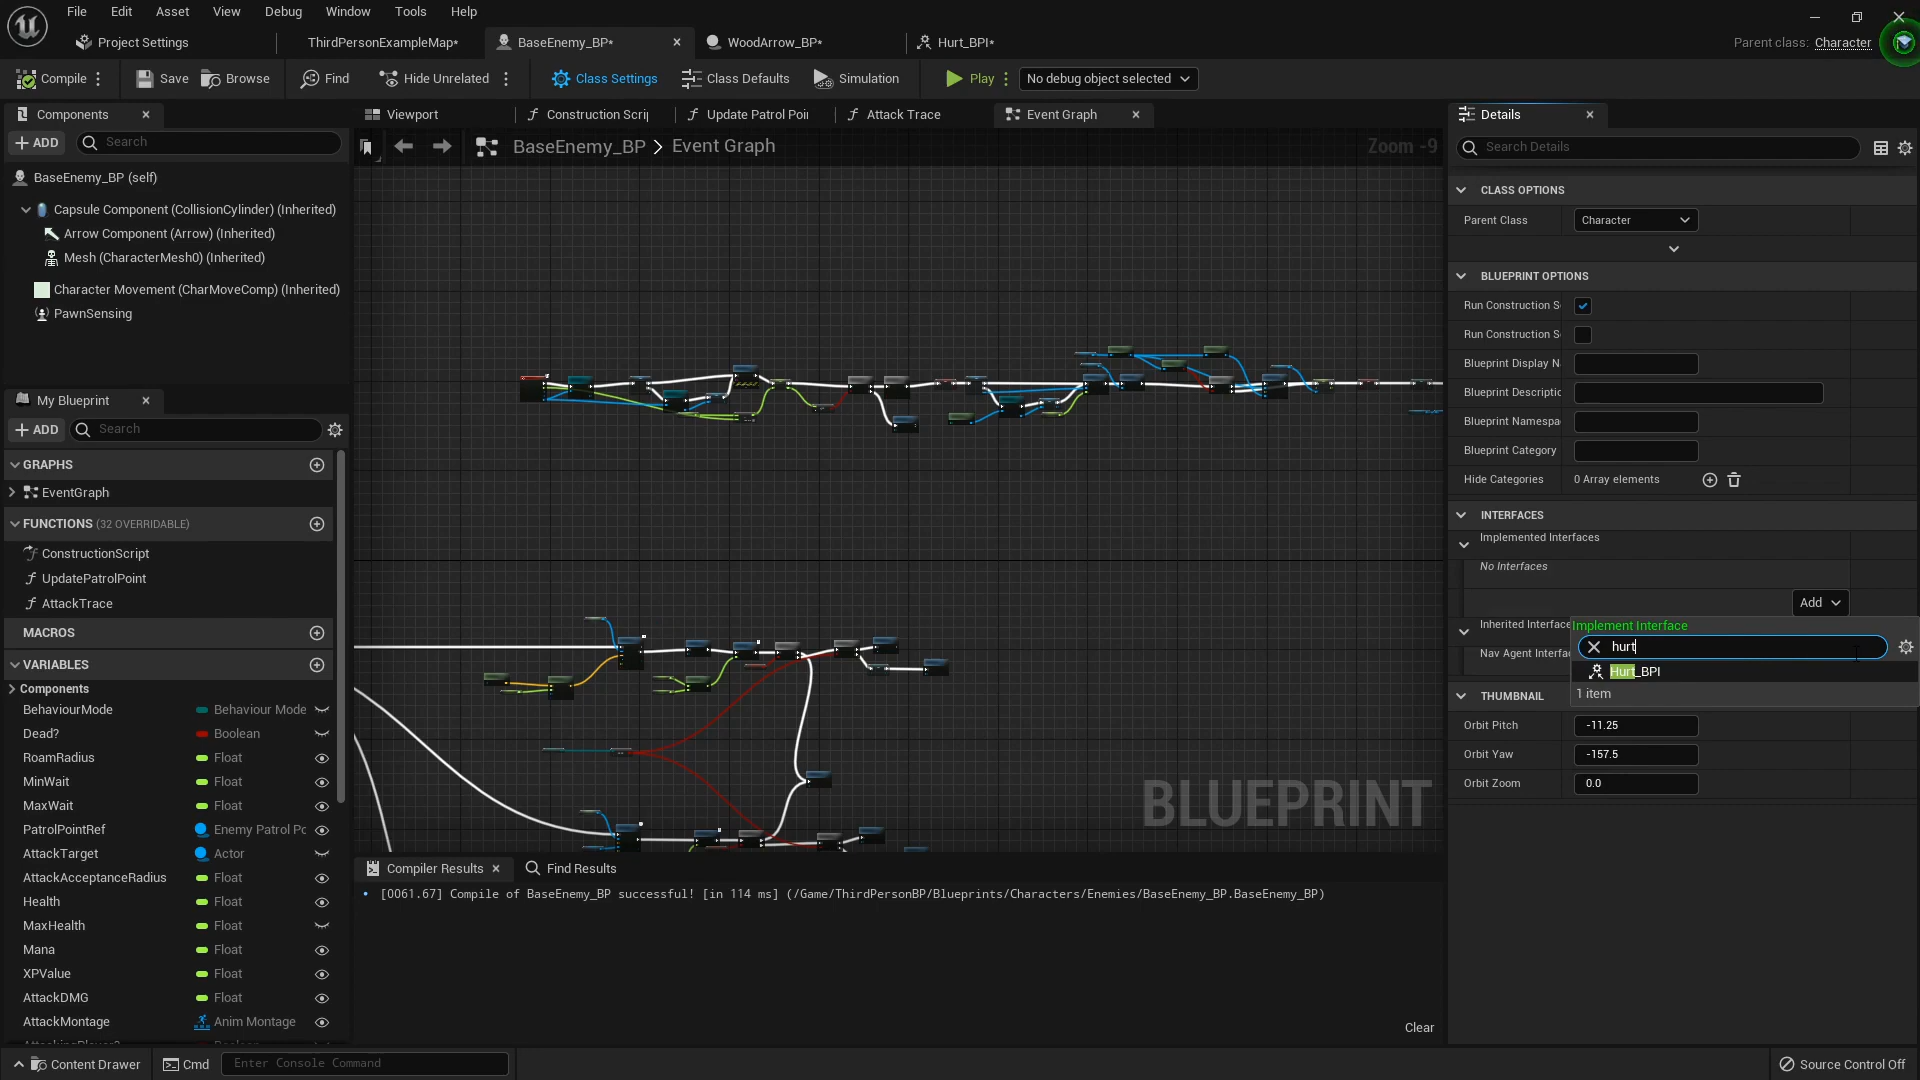 File Edit Asset View Debug Window Tools Help
Project Settings
ThirdPersonExampleMap*
BaseEnemy_BP*
WoodArrow_BP*
Hurt_BPI*
Parent class: Character
Compile
Save
Browse
Find
Hide Unrelated
Class Settings
Class Defaults
Simulation
Play
No debug object selected
Components
ADD
Search
BaseEnemy_BP (self)
Capsule Component (CollisionCylinder) (Inherited)
Arrow Component (Arrow) (Inherited)
Mesh (CharacterMesh0) (Inherited)
Character Movement (CharMoveComp) (Inherited)
PawnSensing
My Blueprint
ADD
Search
GRAPHS
EventGraph
FUNCTIONS (32 OVERRIDABLE)
ConstructionScript
UpdatePatrolPoint
AttackTrace
MACROS
VARIABLES
Components
BehaviourMode Behaviour Mode
Dead? Boolean
RoamRadius Float
MinWait Float
MaxWait Float
PatrolPointRef Enemy Patrol Pc
AttackTarget Actor
AttackAcceptanceRadius Float
Health Float
MaxHealth Float
Mana Float
XPValue Float
AttackDMG Float
AttackMontage Anim Montage
Viewport
Construction Scrip
Update Patrol Poin
Attack Trace
Event Graph
BaseEnemy_BP > Event Graph
Zoom -9
BLUEPRINT
Compiler Results
Find Results
[0061.67] Compile of BaseEnemy_BP successful! [in 114 ms] (/Game/ThirdPersonBP/Blueprints/Characters/Enemies/BaseEnemy_BP.BaseEnemy_BP)
Clear
Details
Search Details
CLASS OPTIONS
Parent Class Character
BLUEPRINT OPTIONS
Run Construction S
Run Construction S
Blueprint Display N
Blueprint Descriptic
Blueprint Namespa
Blueprint Category
Hide Categories 0 Array elements
INTERFACES
Implemented Interfaces
No Interfaces
Add
Inherited Interface
Implement Interface
hurt
Nav Agent Interfa
Hurt_BPI
1 item
THUMBNAIL
Orbit Pitch -11.25
Orbit Yaw -157.5
Orbit Zoom 0.0
Content Drawer
Cmd
Enter Console Command
Source Control Off